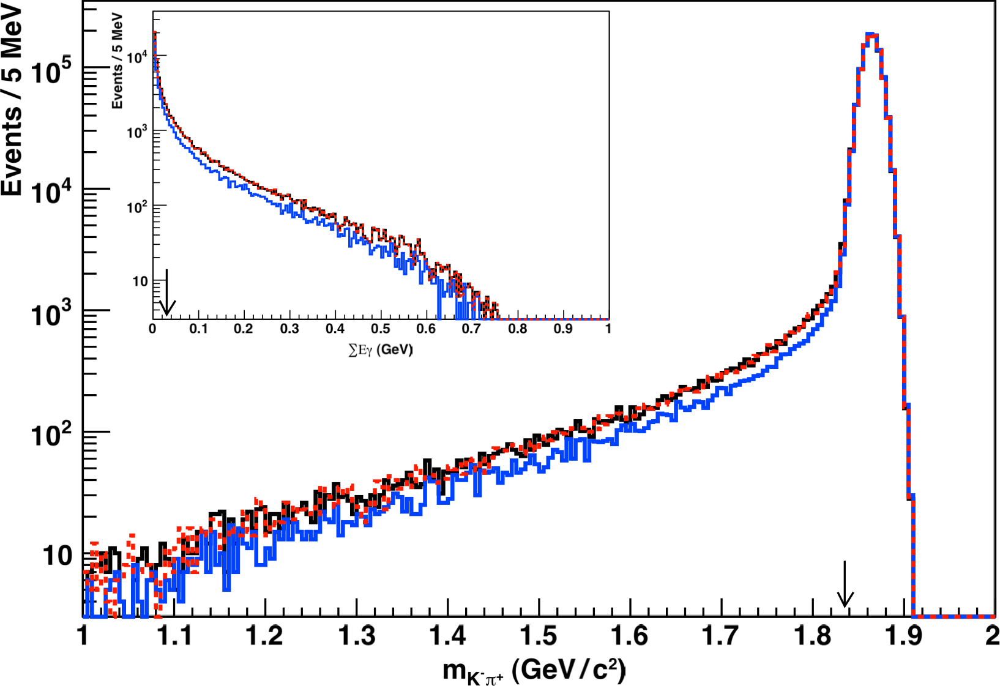 Events / 5 MeV
10⁵
10⁴
10³
10²
10
1 1.1 1.2 1.3 1.4 1.5 1.6 1.7 1.8 1.9 2
m_K⁻π⁺ (GeV/c²)
Events / 5 MeV
10⁴
10³
10²
10
0 0.1 0.2 0.3 0.4 0.5 0.6 0.7 0.8 0.9 1
∑Eγ (GeV)